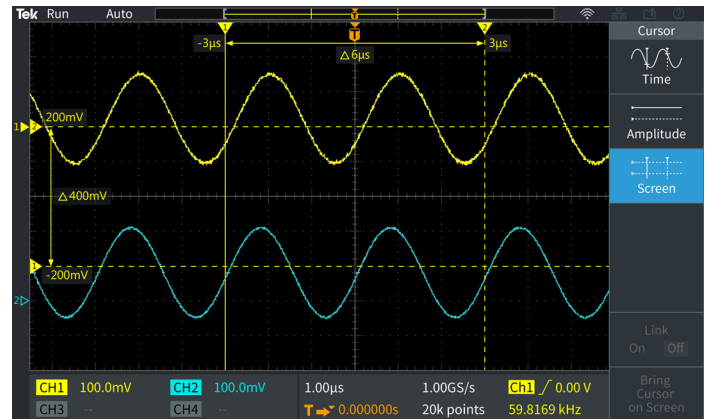 Tek Run Auto
Cursor
-3µs 3µs
△6µs
Time
200mV
Amplitude
△400mV
Screen
-200mV
Link
On Off
Bring
Cursor
on Screen
CH1 100.0mV CH2 100.0mV 1.00µs 1.00GS/s Ch1 0.00 V
CH3 -- CH4 -- T 0.000000s 20k points 59.8169 kHz